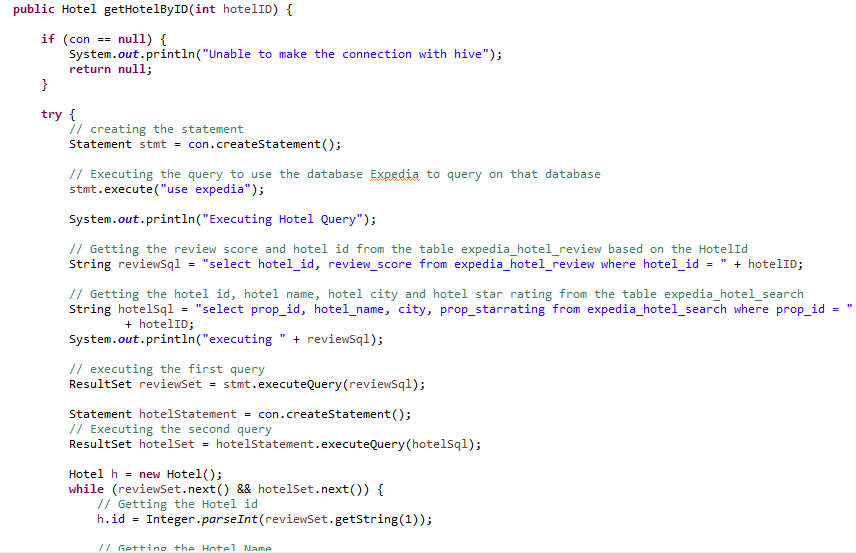 public Hotel getHotelByID(int hotelID) {
if (con == null) {
System.out.println("Unable to make the connection with hive");
return null;
}
try {
// creating the statement
Statement stmt = con.createStatement();
// Executing the query to use the database Expedia to query on that database
stmt.execute("use expedia");
System.out.println("Executing Hotel Query");
// Getting the review score and hotel id from the table expedia_hotel_review based on the HotelId
String reviewSql = "select hotel_id, review_score from expedia_hotel_review where hotel_id = " + hotelID;
// Getting the hotel id, hotel name, hotel city and hotel star rating from the table expedia_hotel_search
String hotelSql = "select prop_id, hotel_name, city, prop_starrating from expedia_hotel_search where prop_id = "
+ hotelID;
System.out.println("executing " + reviewSql);
// executing the first query
ResultSet reviewSet = stmt.executeQuery(reviewSql);
Statement hotelStatement = con.createStatement();
// Executing the second query
ResultSet hotelSet = hotelStatement.executeQuery(hotelSql);
Hotel h = new Hotel();
while (reviewSet.next() && hotelSet.next()) {
// Getting the Hotel id
h.id = Integer.parseInt(reviewSet.getString(1));
// Getting the Hotel Name